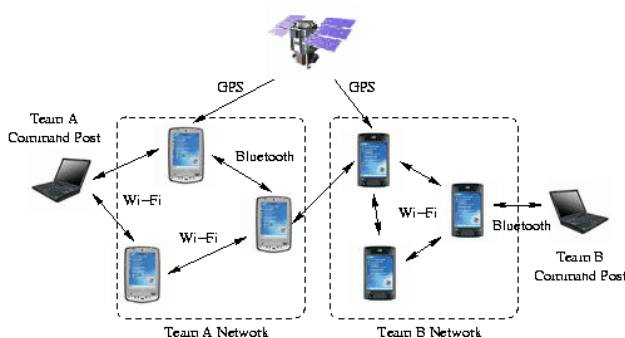 GPS
GPS
Team A
Command Post
Bluetooth
Wi-Fi
Wi-Fi
Wi-Fi
Bluetooth
Team B
Command Post
Team A Network
Team B Network